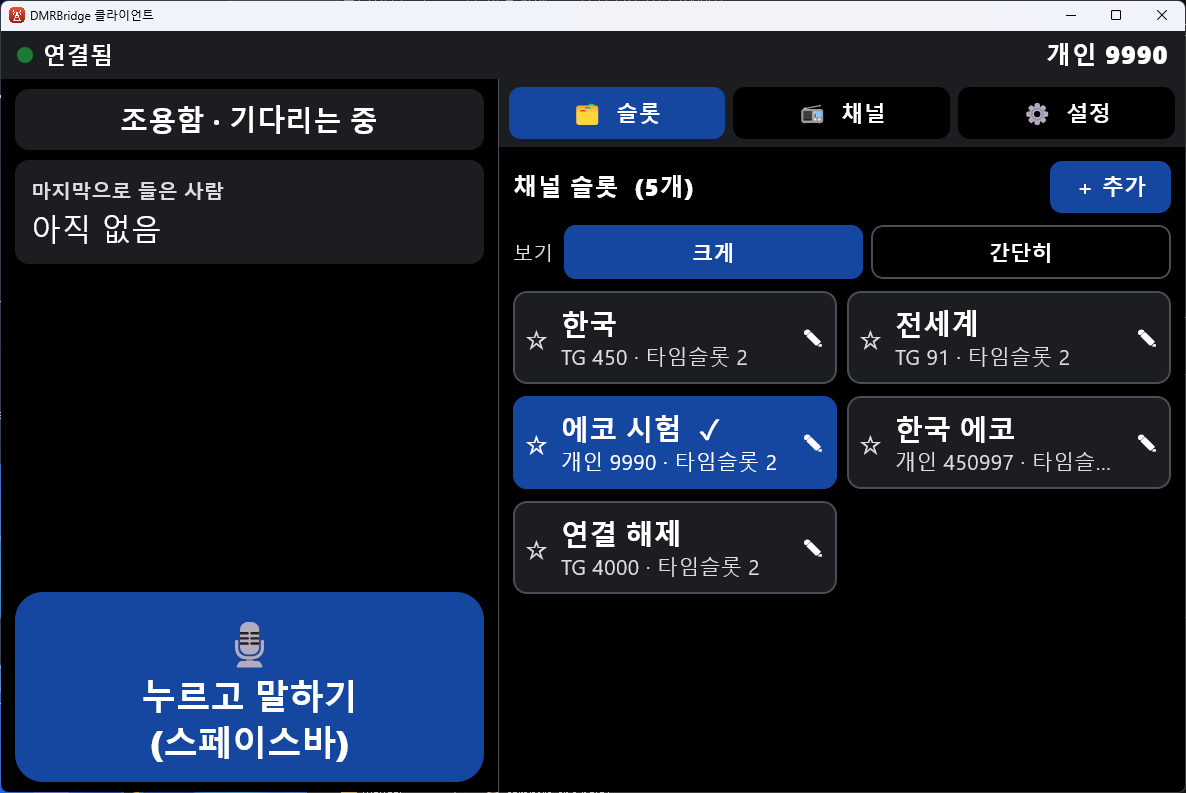 DMRBridge 클라이언트
연결됨
개인 9990
조용함 · 기다리는 중
마지막으로 들은 사람
아직 없음
누르고 말하기
(스페이스바)
슬롯
채널
설정
채널 슬롯 (5개)
+ 추가
보기
크게
간단히
한국
TG 450 · 타임슬롯 2
전세계
TG 91 · 타임슬롯 2
에코 시험 ✓
개인 9990 · 타임슬롯 2
한국 에코
개인 450997 · 타임슬...
연결 해제
TG 4000 · 타임슬롯 2